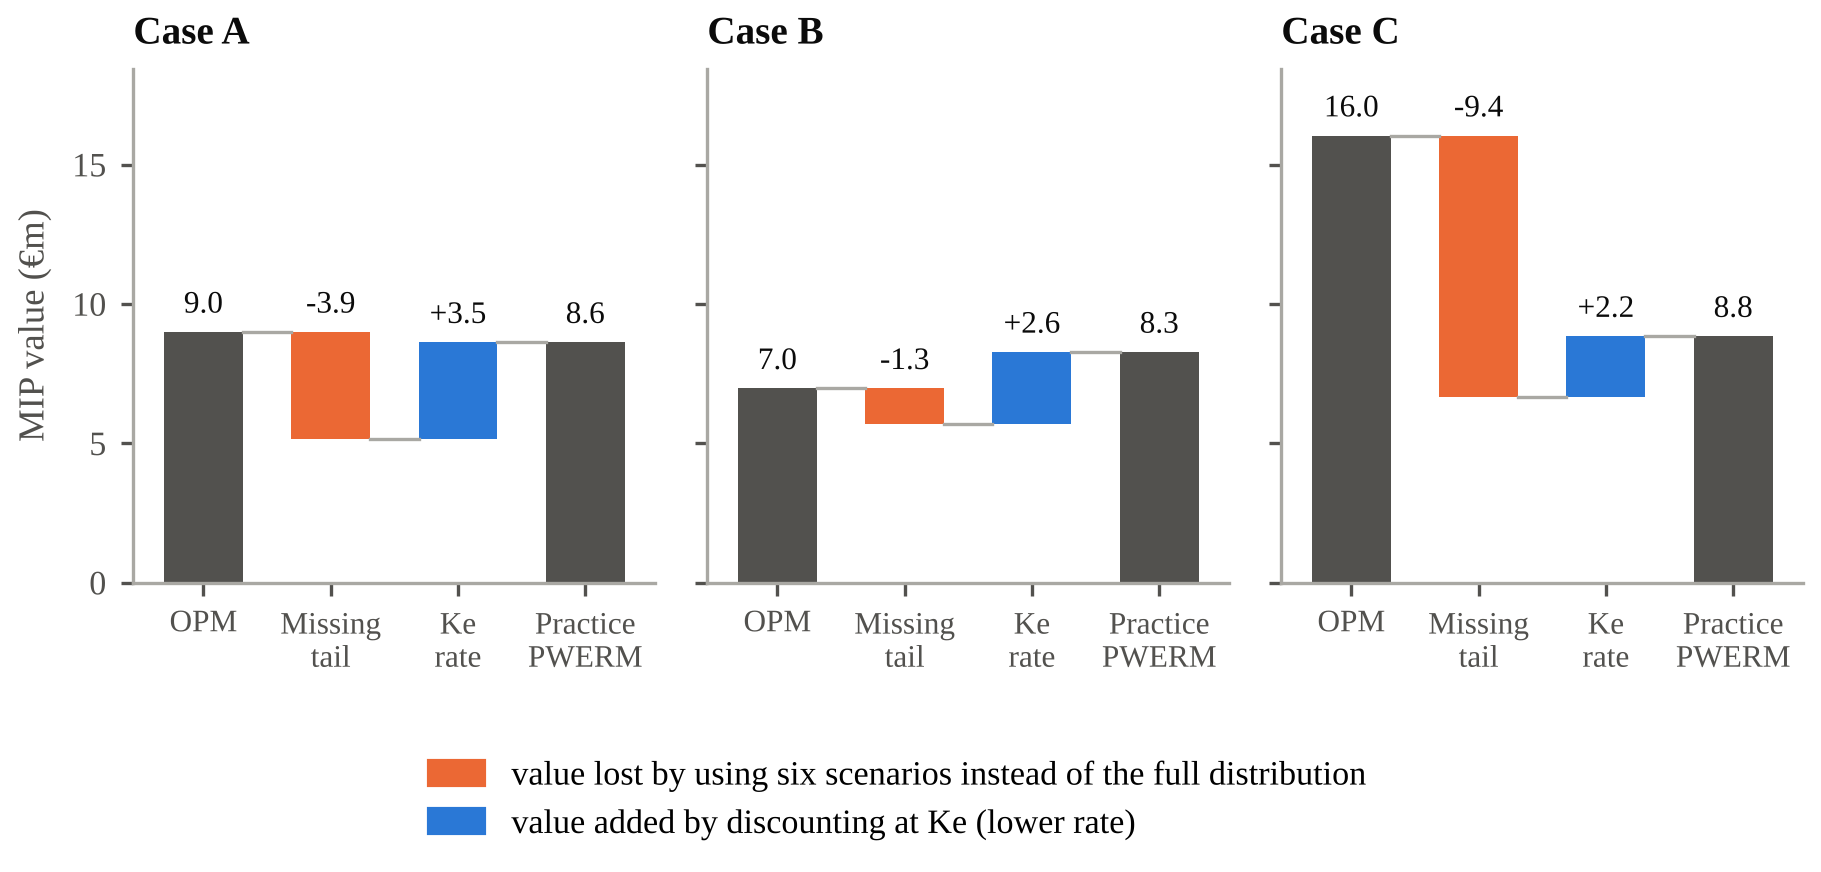 Case A
Case B
Case C
MIP value (€m)
15
10
5
0
9.0
-3.9
+3.5
8.6
OPM
Missing
tail
Ke
rate
Practice
PWERM
7.0
-1.3
+2.6
8.3
OPM
Missing
tail
Ke
rate
Practice
PWERM
16.0
-9.4
+2.2
8.8
OPM
Missing
tail
Ke
rate
Practice
PWERM
value lost by using six scenarios instead of the full distribution
value added by discounting at Ke (lower rate)